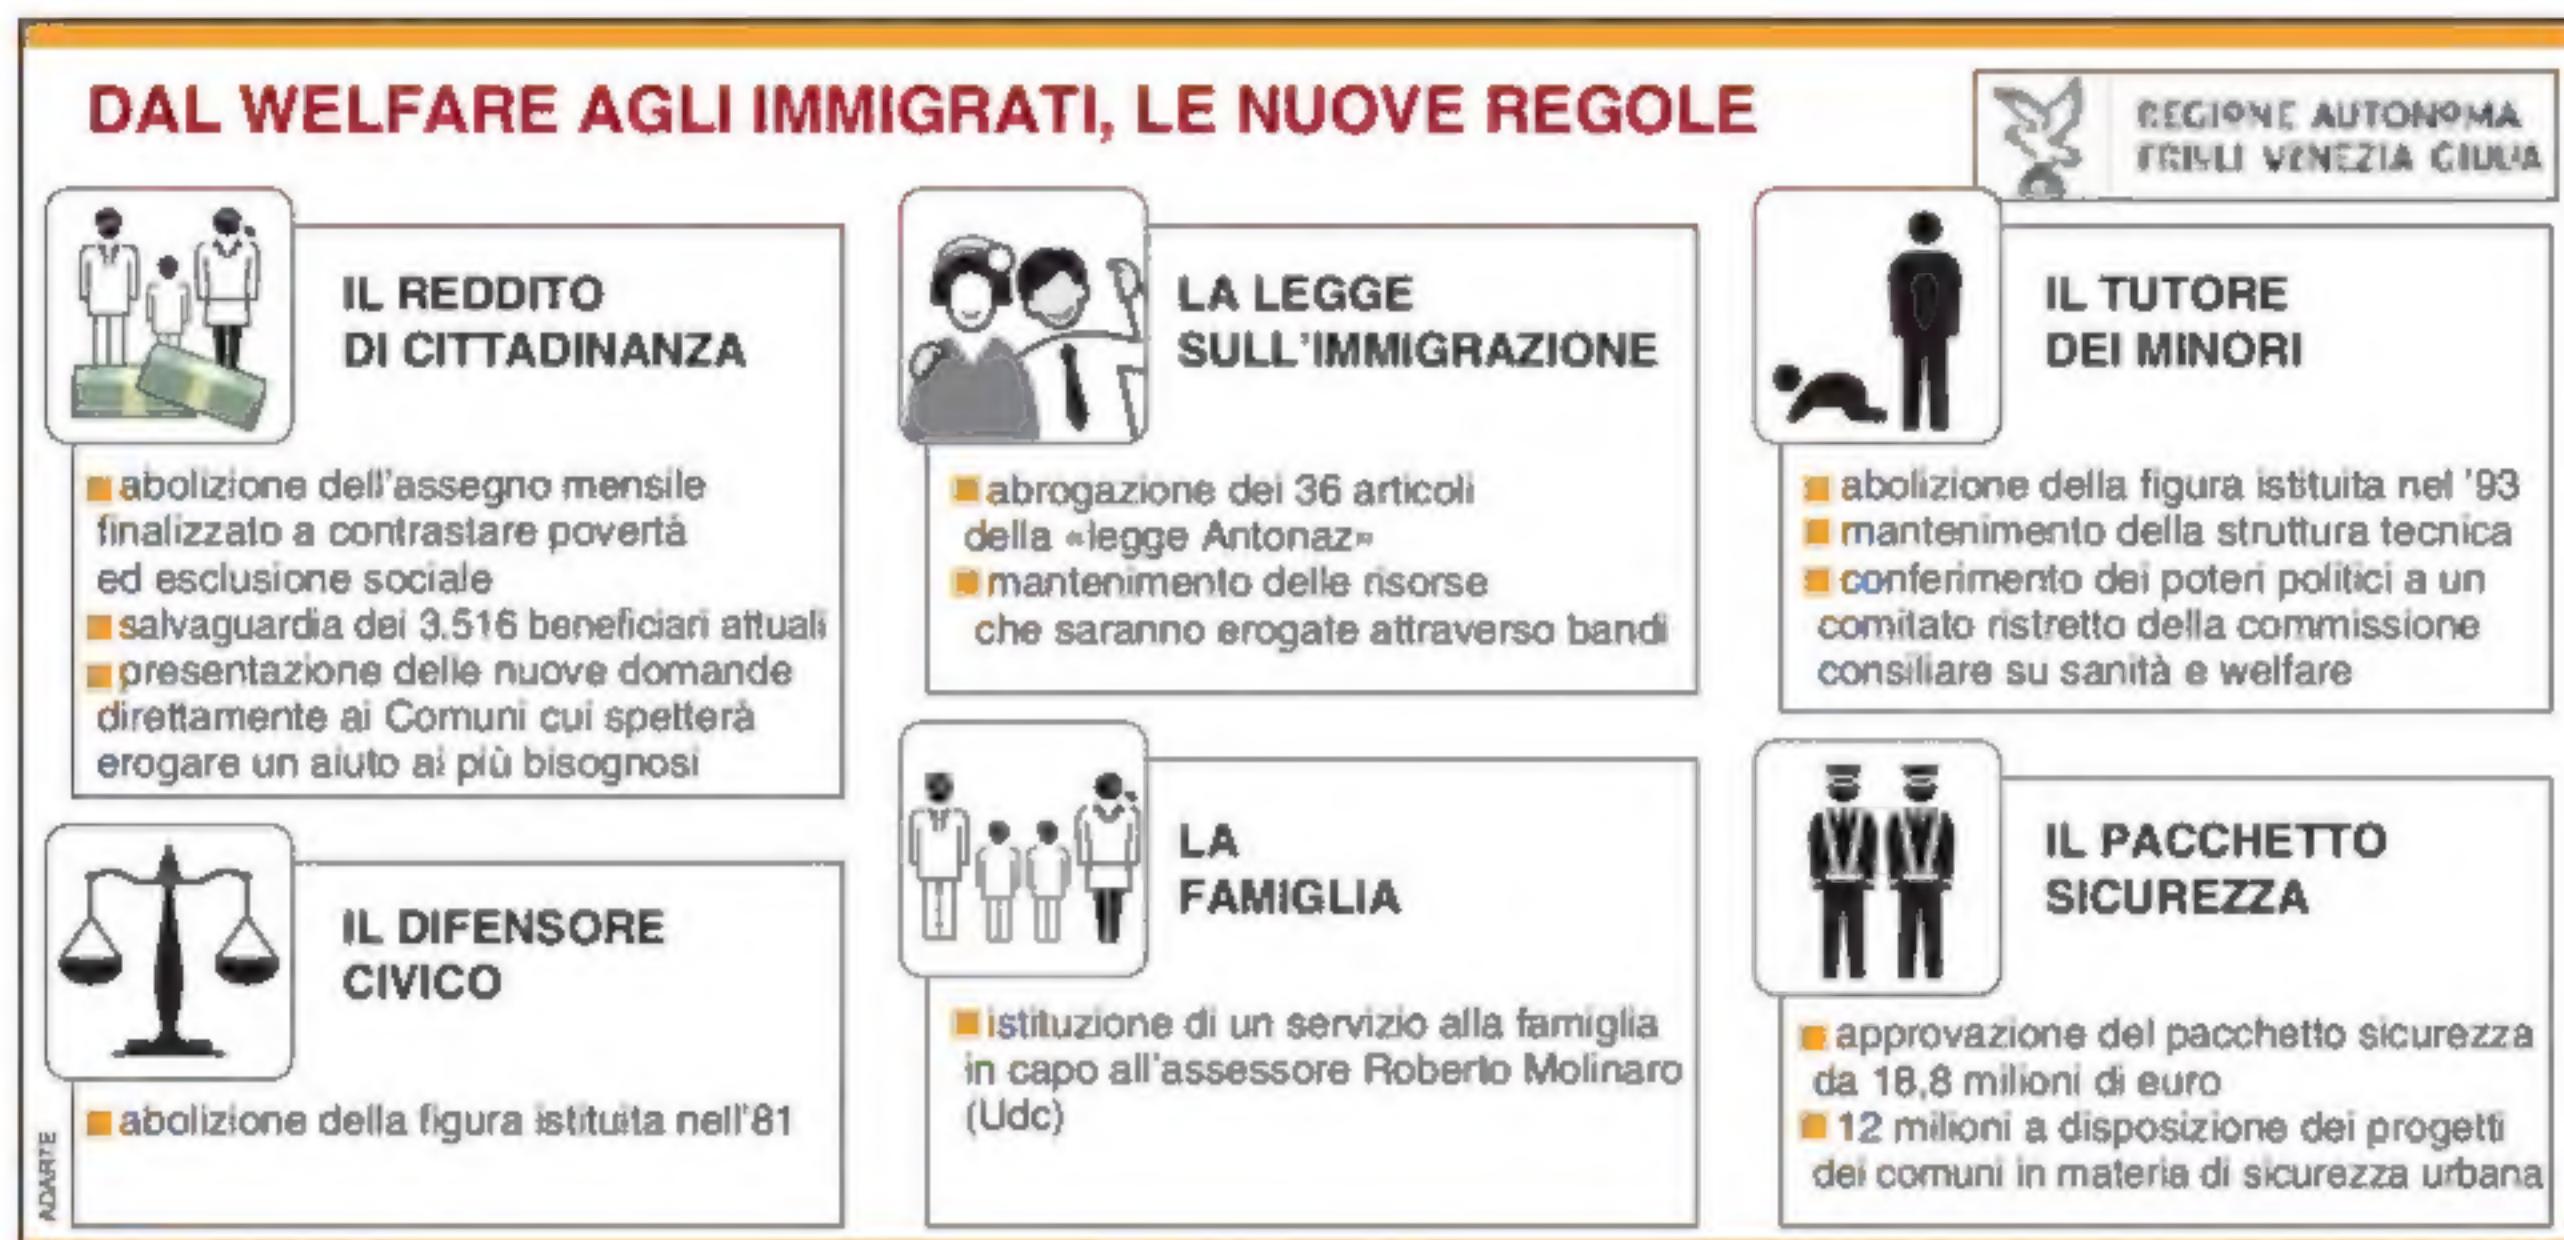 DAL WELFARE AGLI IMMIGRATI, LE NUOVE REGOLE
REGIONE AUTONOMA
FRIULI VENEZIA GIULIA
IL REDDITO
DI CITTADINANZA
■ abolizione dell'assegno mensile
finalizzato a contrastare povertà
ed esclusione sociale
■ salvaguardia dei 3.516 beneficiari attuali
■ presentazione delle nuove domande
direttamente ai Comuni cui spetterà
erogare un aiuto ai più bisognosi
LA LEGGE
SULL'IMMIGRAZIONE
■ abrogazione dei 36 articoli
della «legge Antonaz»
■ mantenimento delle risorse
che saranno erogate attraverso bandi
IL TUTORE
DEI MINORI
■ abolizione della figura istituita nel '93
■ mantenimento della struttura tecnica
■ conferimento dei poteri politici a un
comitato ristretto della commissione
consiliare su sanità e welfare
IL DIFENSORE
CIVICO
■ abolizione della figura istituita nell'81
LA
FAMIGLIA
■ istituzione di un servizio alla famiglia
in capo all'assessore Roberto Molinaro
(Udc)
IL PACCHETTO
SICUREZZA
■ approvazione del pacchetto sicurezza
da 18,8 milioni di euro
■ 12 milioni a disposizione dei progetti
dei comuni in materia di sicurezza urbana
ADARTE